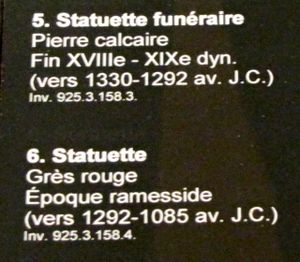 5. Statuette funéraire
Pierre calcaire
Fin XVIIIe - XIXe dyn.
(vers 1330-1292 av. J.C.)
Inv. 925.3.158.3.
6. Statuette
Grès rouge
Époque ramesside
(vers 1292-1085 av. J.C.)
Inv. 925.3.158.4.